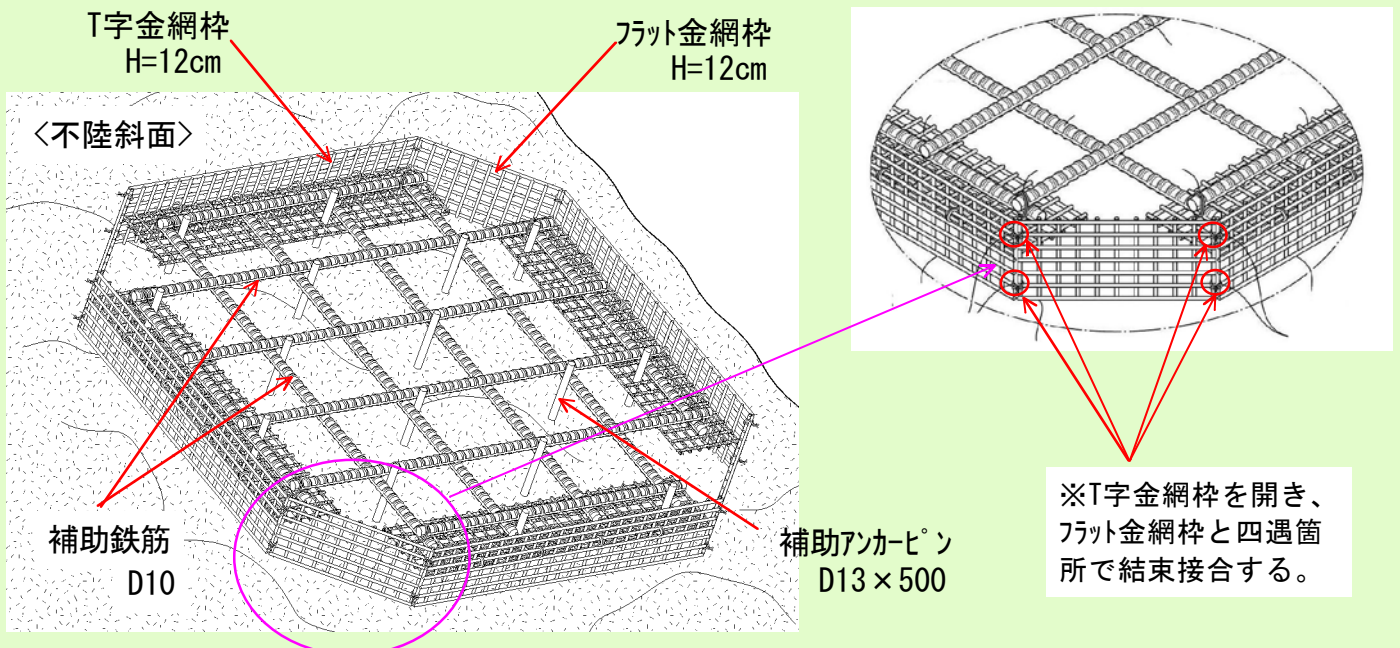 T字金網枠
H=12cm
フラット金網枠
H=12cm
<不陸斜面>
補助鉄筋
D10
補助アンカーピン
D13×500
※T字金網枠を開き、
フラット金網枠と四遇箇
所で結束接合する。